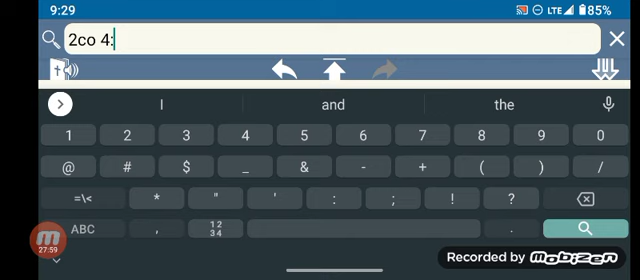 9:29 LTE 85%
2co 4:
I and the
1 2 3 4 5 6 7 8 9 0
@ # $ _ & - + ( ) /
=\< * " ' : ; ! ?
ABC , 12 34 .
27:59
Recorded by mobizen